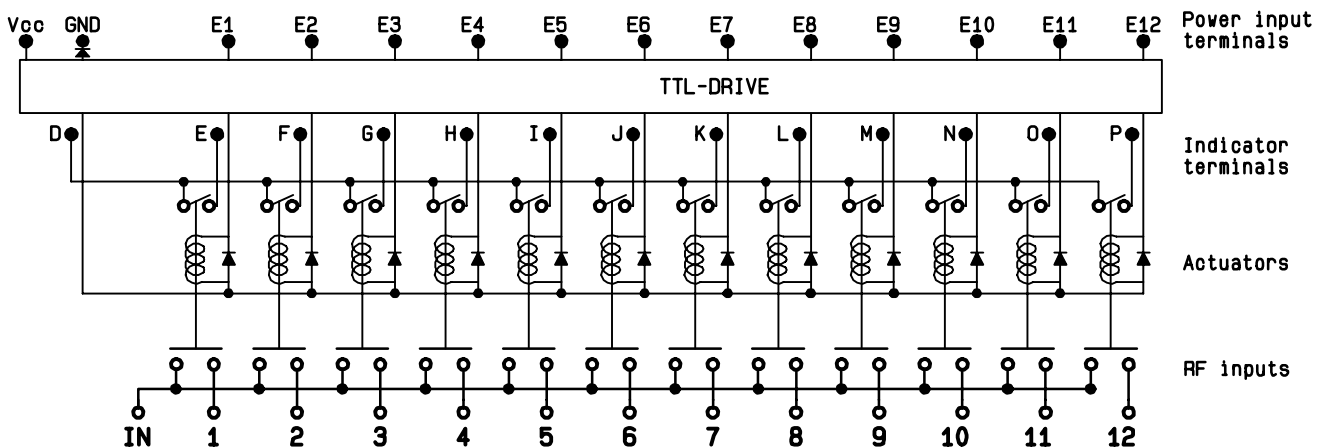 Vcc GND E1 E2 E3 E4 E5 E6 E7 E8 E9 E10 E11 E12
Power input
terminals
TTL-DRIVE
D E F G H I J K L M N O P
Indicator
terminals
Actuators
RF inputs
IN 1 2 3 4 5 6 7 8 9 10 11 12